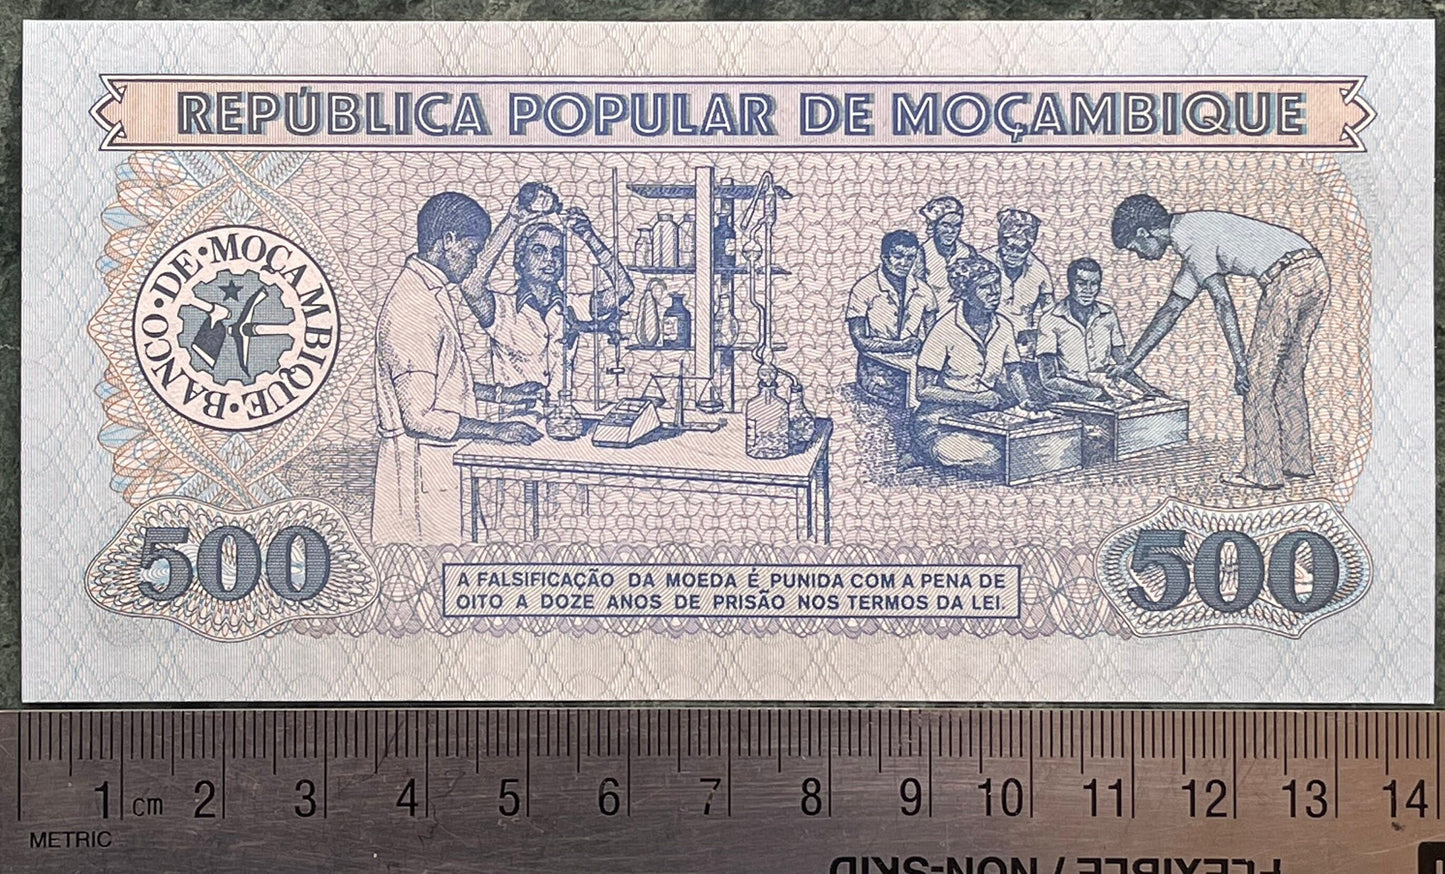 REPÚBLICA POPULAR DE MOÇAMBIQUE
BANCO·DE·MOÇAMBIQUE·
500
500
A FALSIFICAÇÃO DA MOEDA É PUNIDA COM A PENA DE
OITO A DOZE ANOS DE PRISÃO NOS TERMOS DA LEI.
1 cm 2 3 4 5 6 7 8 9 10 11 12 13 14
METRIC
FLEXIBLE / NON-SKID